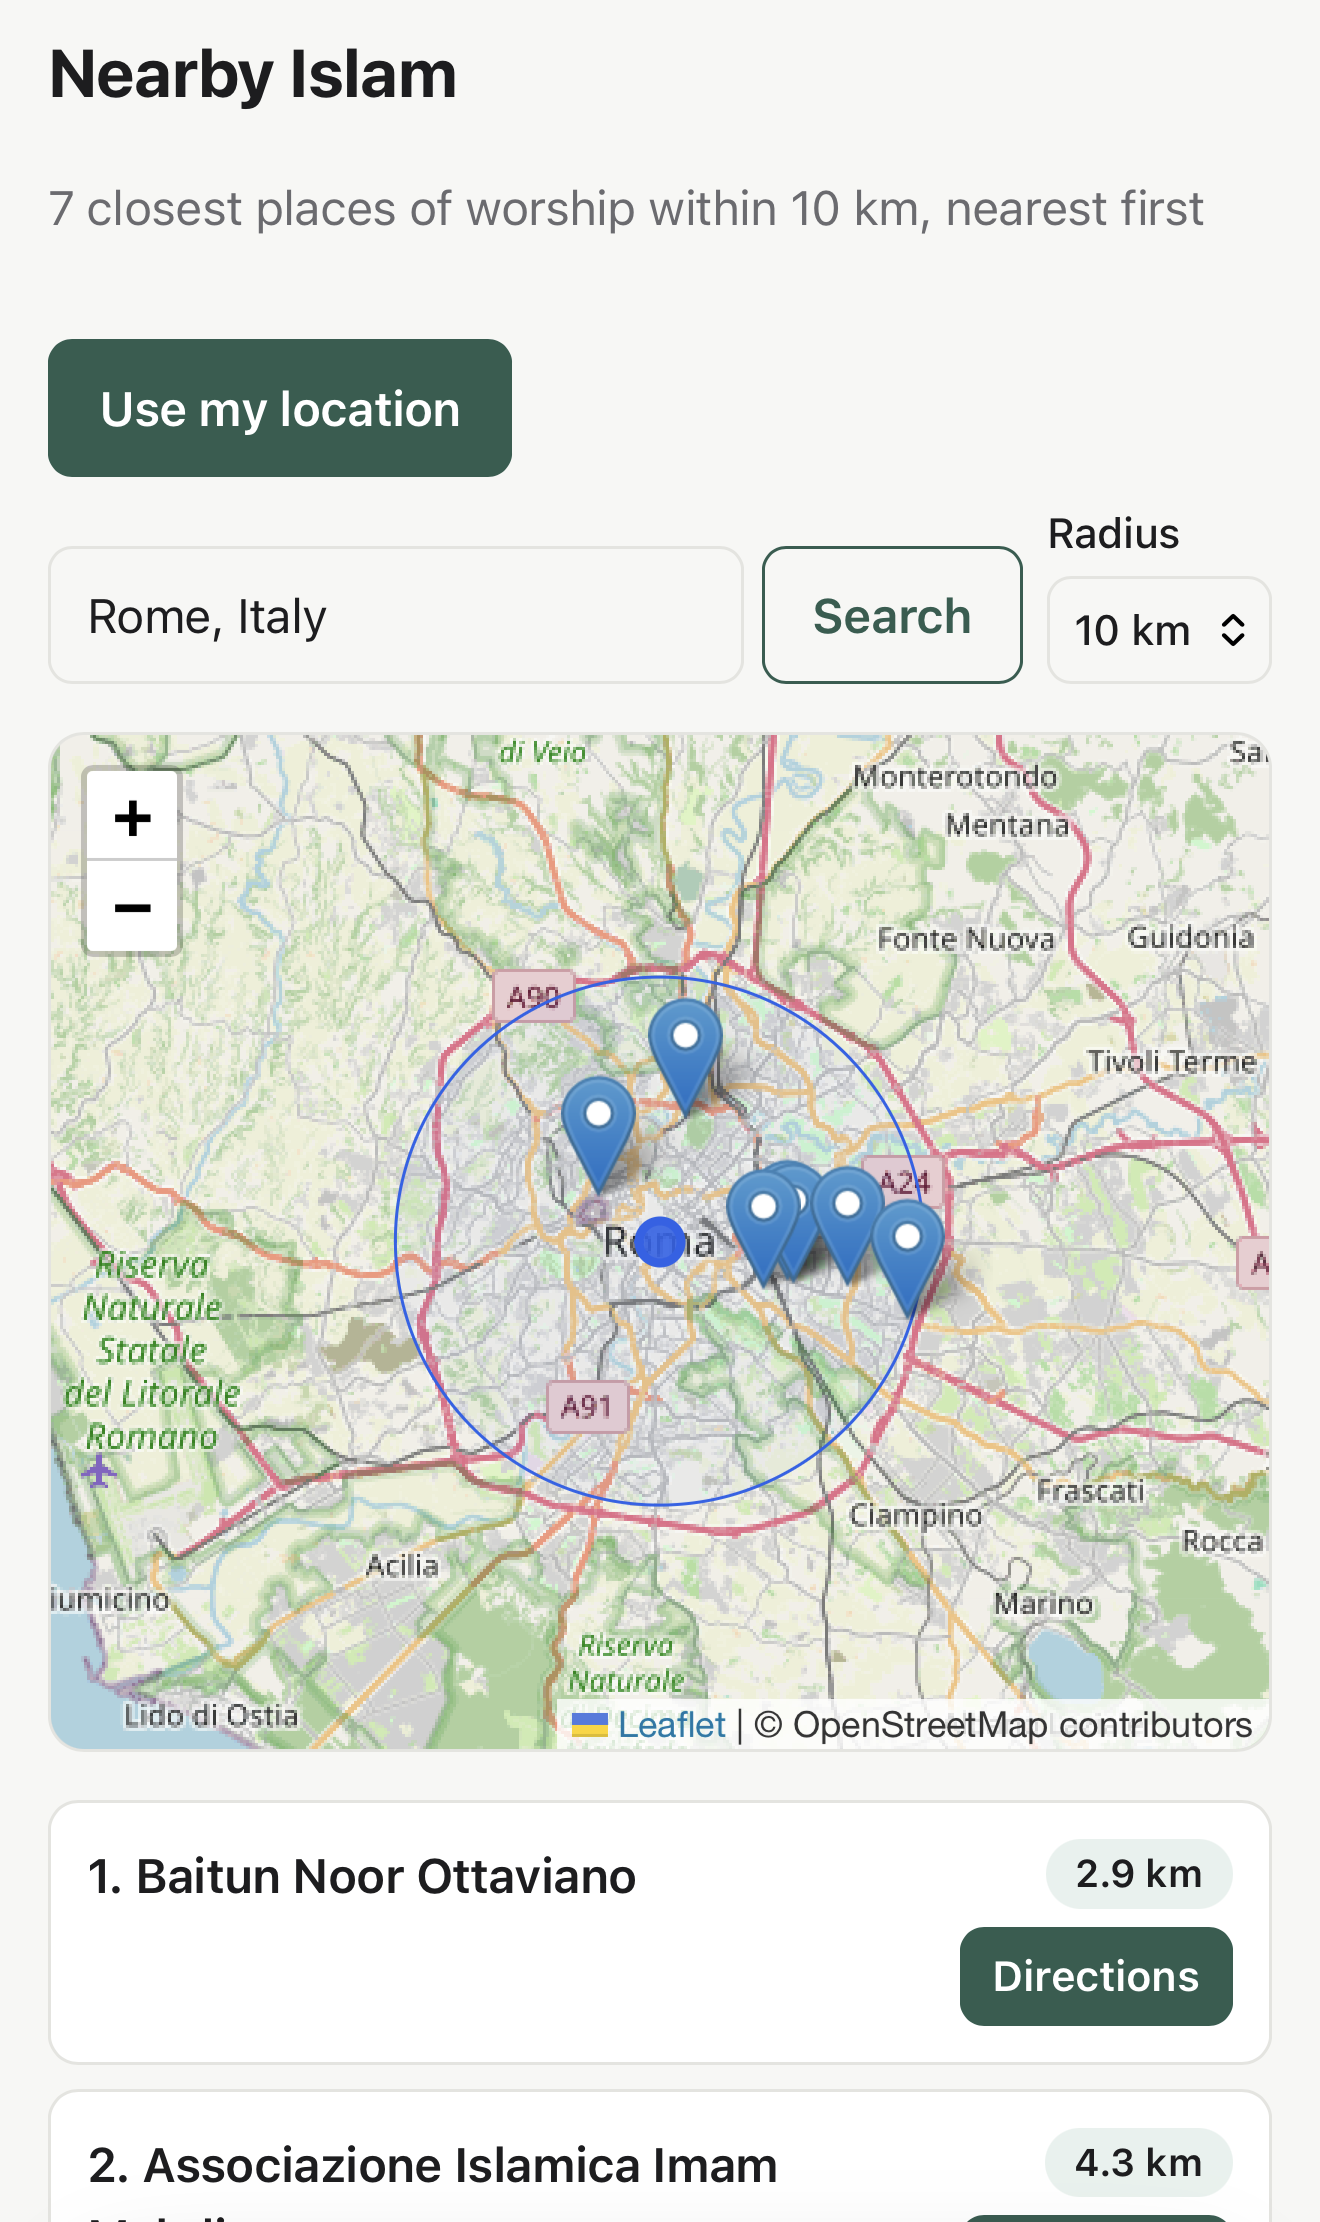 Nearby Islam
7 closest places of worship within 10 km, nearest first
Use my location
Radius
Rome, Italy
Search
10 km
di Veio
+
Monterotondo
Mentana
−
Fonte Nuova
Guidonia
A90
Tivoli Terme
A24
Roma
Riserva
Naturale
Statale
del Litorale
Romano
A91
Frascati
Ciampino
Rocca
Acilia
iumicino
Marino
Riserva
Naturale
Lido di Ostia
Leaflet | © OpenStreetMap contributors
1. Baitun Noor Ottaviano
2.9 km
Directions
2. Associazione Islamica Imam
4.3 km